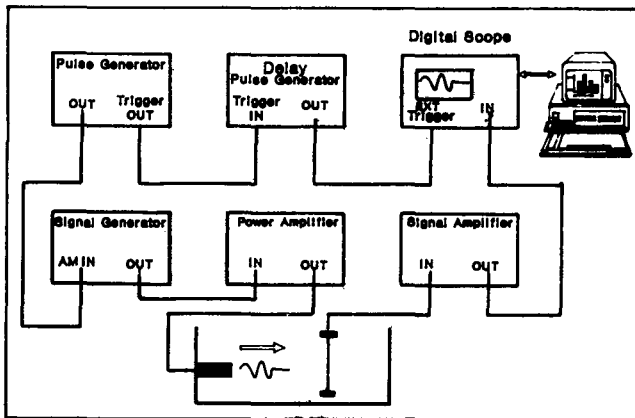 Digital Scope
Pulse Generator
OUT
Trigger
OUT
Delay
Pulse Generator
Trigger
IN
OUT
EXT
Trigger
IN
Signal Generator
AM IN
OUT
Power Amplifier
IN
OUT
Signal Amplifier
IN
OUT